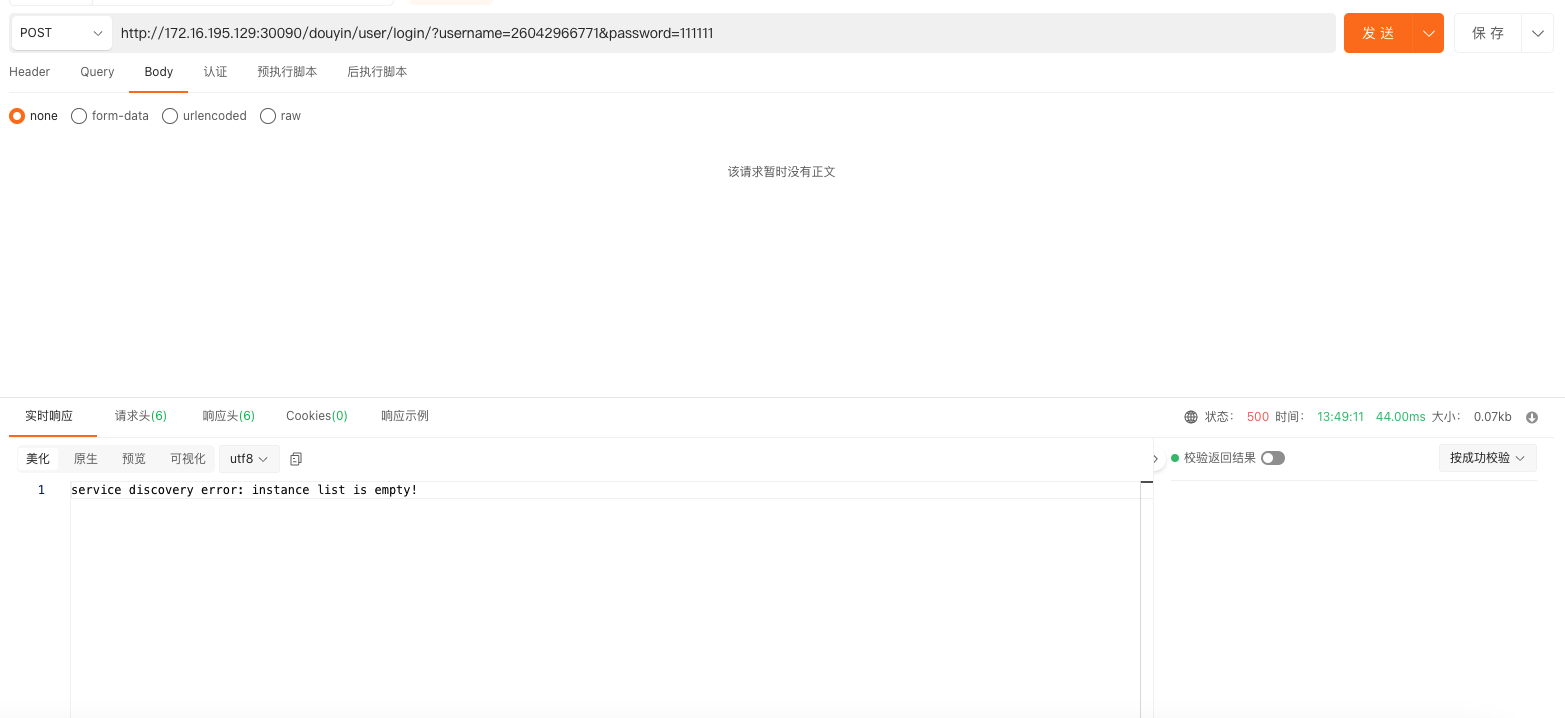 POST http://172.16.195.129:30090/douyin/user/login/?username=26042966771&password=111111 发 送 保 存
Header Query Body 认证 预执行脚本 后执行脚本
none form-data urlencoded raw
该请求暂时没有正文
实时响应 请求头(6) 响应头(6) Cookies(0) 响应示例 状态: 500 时间: 13:49:11 44.00ms 大小: 0.07kb
美化 原生 预览 可视化 utf8 校验返回结果 按成功校验
1 service discovery error: instance list is empty!